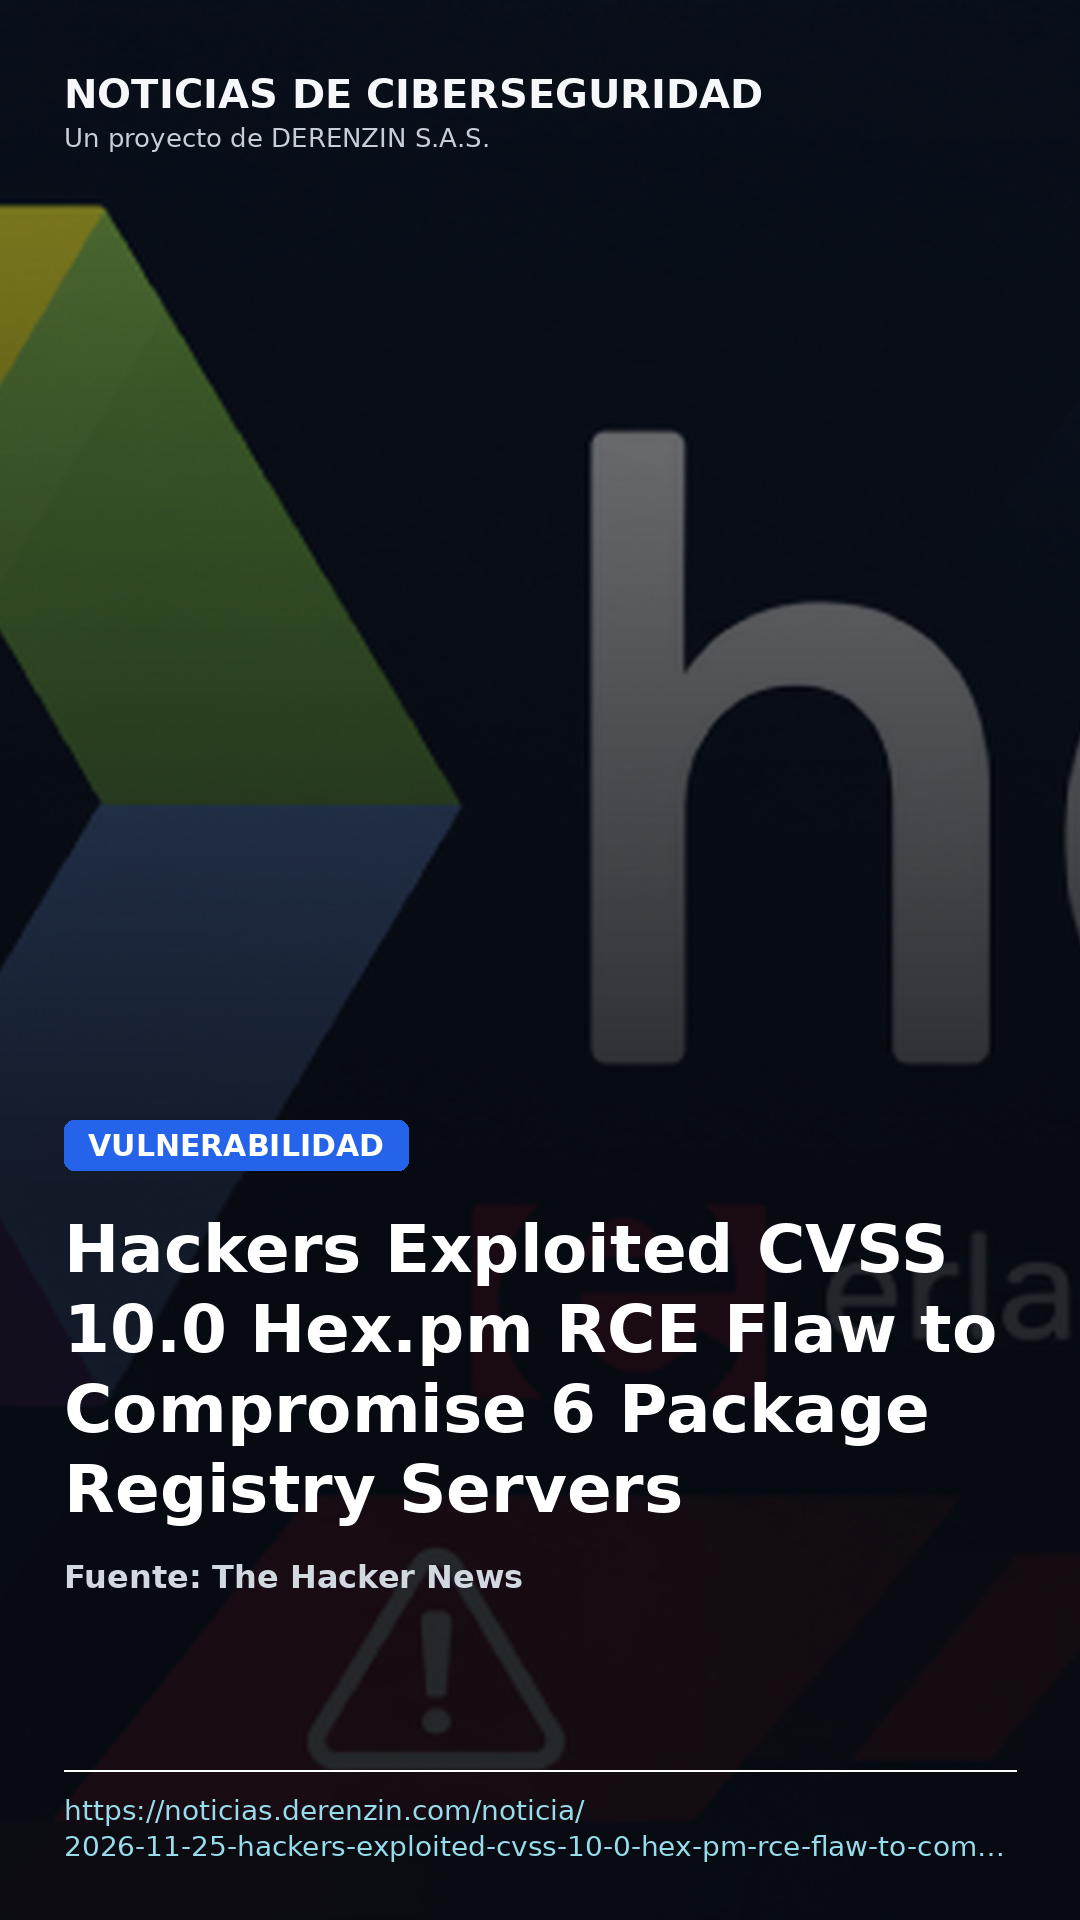 NOTICIAS DE CIBERSEGURIDAD
Un proyecto de DERENZIN S.A.S.
h
VULNERABILIDAD
Hackers Exploited CVSS
10.0 Hex.pm RCE Flaw to
erla
Compromise 6 Package
Registry Servers
Fuente: The Hacker News
https://noticias.derenzin.com/noticia/
2026-11-25-hackers-exploited-cvss-10-0-hex-pm-rce-flaw-to-com…